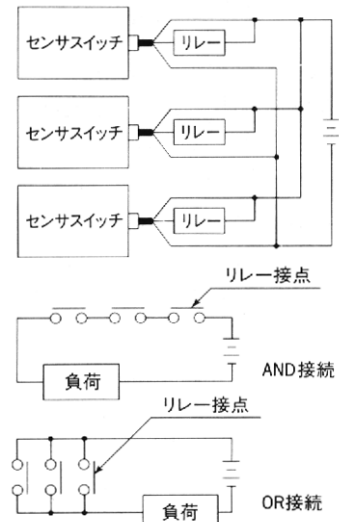 センサスイッチ
リレー
センサスイッチ
リレー
センサスイッチ
リレー
リレー接点
負荷
AND接続
リレー接点
負荷
OR接続